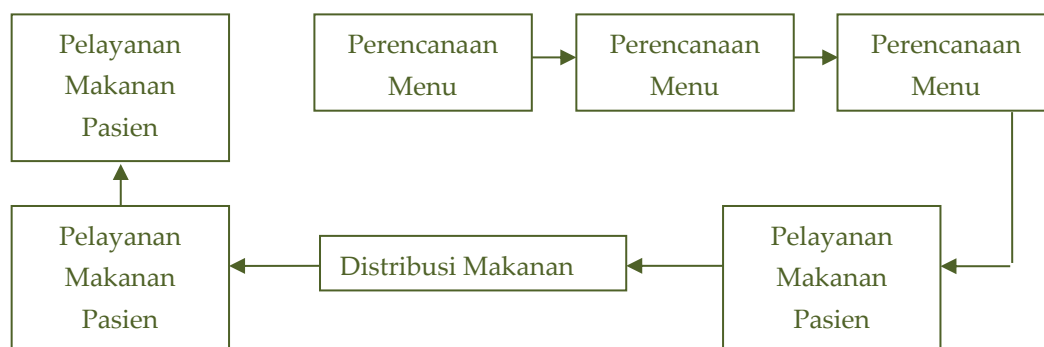 Pelayanan
Makanan
Pasien
Perencanaan
Menu
Perencanaan
Menu
Perencanaan
Menu
Pelayanan
Makanan
Pasien
Distribusi Makanan
Pelayanan
Makanan
Pasien